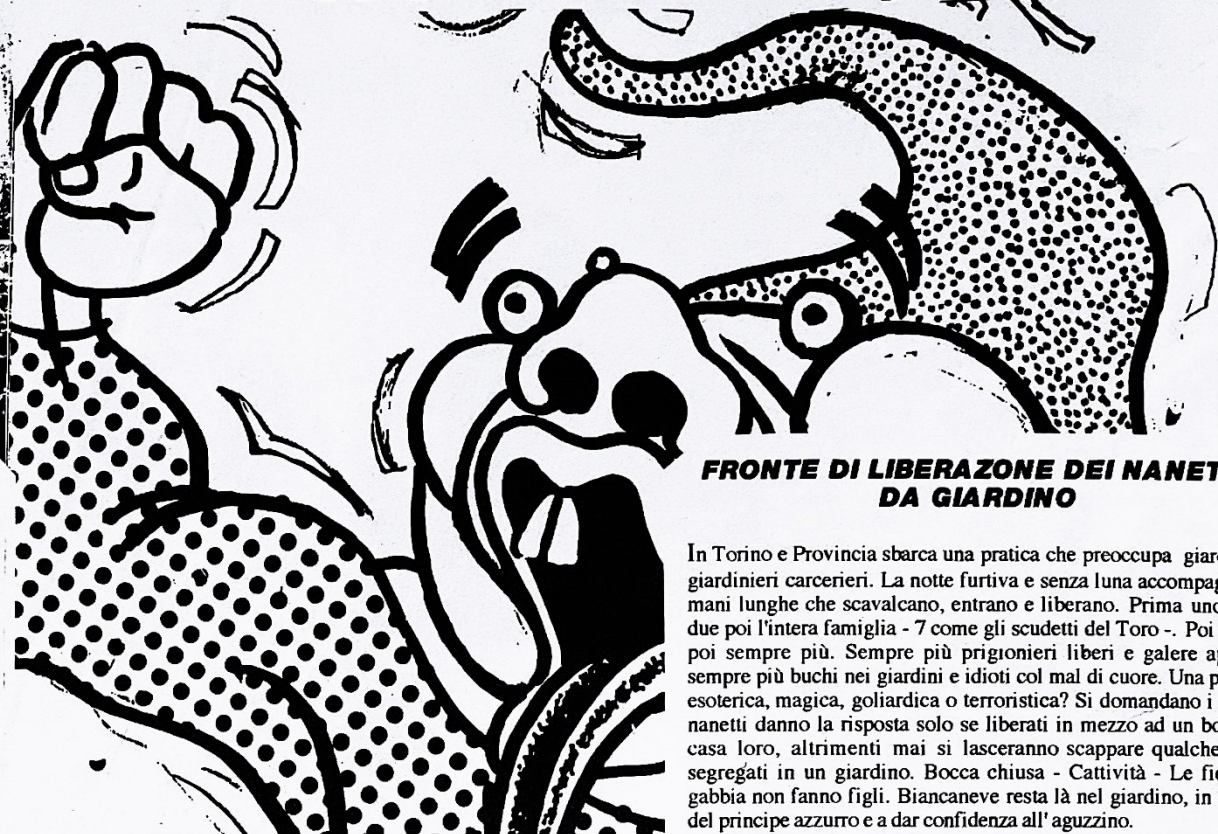 FRONTE DI LIBERAZONE DEI NANET
DA GIARDINO
In Torino e Provincia sbarca una pratica che preoccupa giar
giardinieri carcerieri. La notte furtiva e senza luna accompag
mani lunghe che scavalcano, entrano e liberano. Prima uno
due poi l'intera famiglia - 7 come gli scudetti del Toro -. Poi
poi sempre più. Sempre più prigionieri liberi e galere a
sempre più buchi nei giardini e idioti col mal di cuore. Una p
esoterica, magica, goliardica o terroristica? Si domandano i
nanetti danno la risposta solo se liberati in mezzo ad un bo
casa loro, altrimenti mai si lasceranno scappare qualche
segregati in un giardino. Bocca chiusa - Cattività - Le fie
gabbia non fanno figli. Biancaneve resta là nel giardino, in
del principe azzurro e a dar confidenza all' aguzzino.